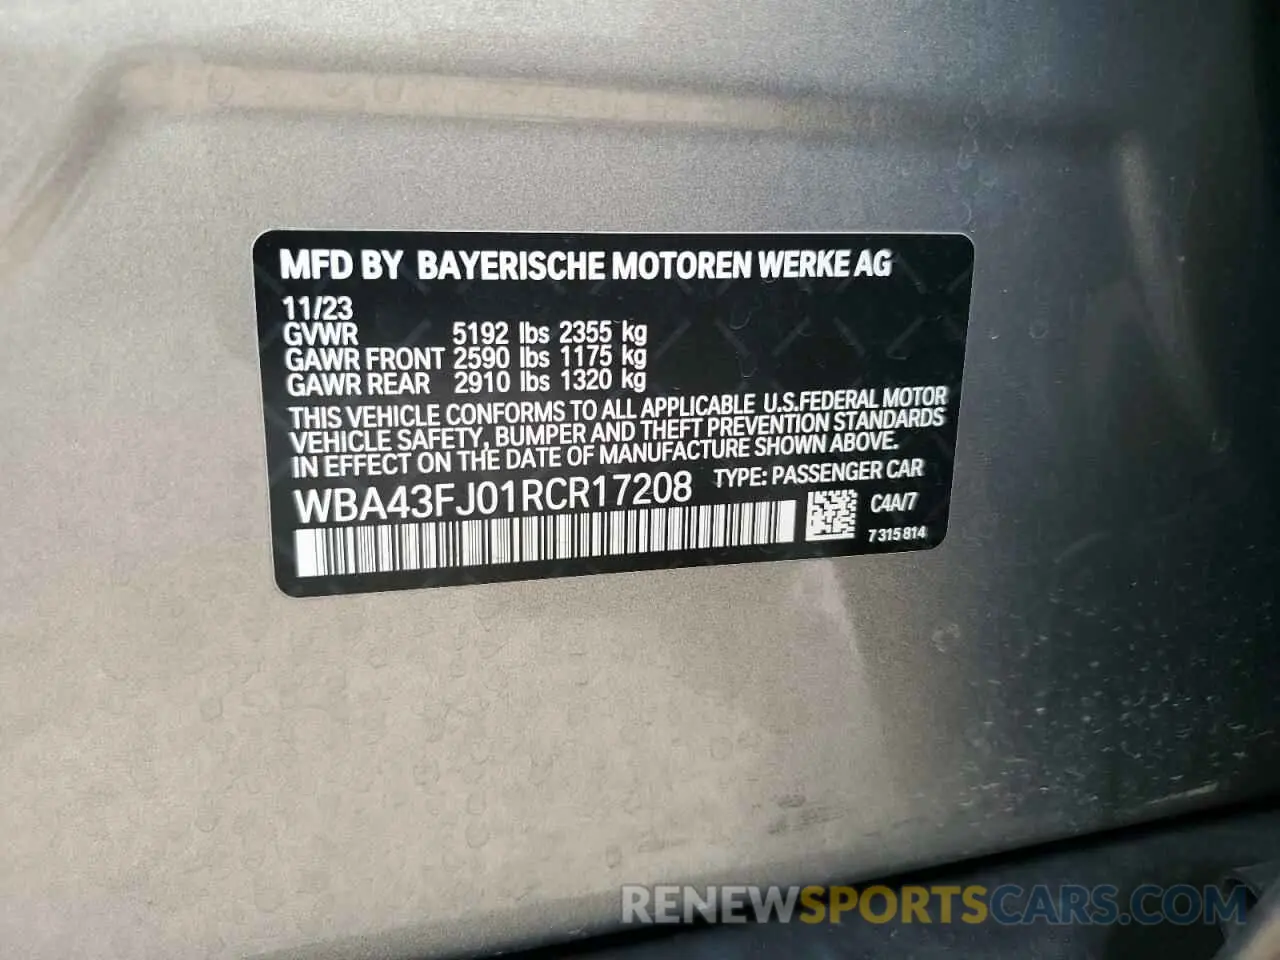 MFD BY BAYERISCHE MOTOREN WERKE AG
11/23
GVWR 5192 lbs 2355 kg
GAWR FRONT 2590 lbs 1175 kg
GAWR REAR 2910 lbs 1320 kg
THIS VEHICLE CONFORMS TO ALL APPLICABLE U.S.FEDERAL MOTOR
VEHICLE SAFETY, BUMPER AND THEFT PREVENTION STANDARDS
IN EFFECT ON THE DATE OF MANUFACTURE SHOWN ABOVE.
WBA43FJ01RCR17208 TYPE: PASSENGER CAR
C4A/7
7 315 814
RENEWSPORTSCARS.COM